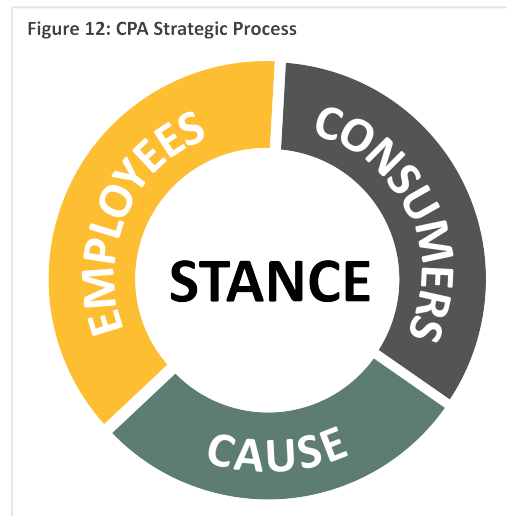 Figure 12: CPA Strategic Process
EMPLOYEES
CONSUMERS
STANCE
CAUSE